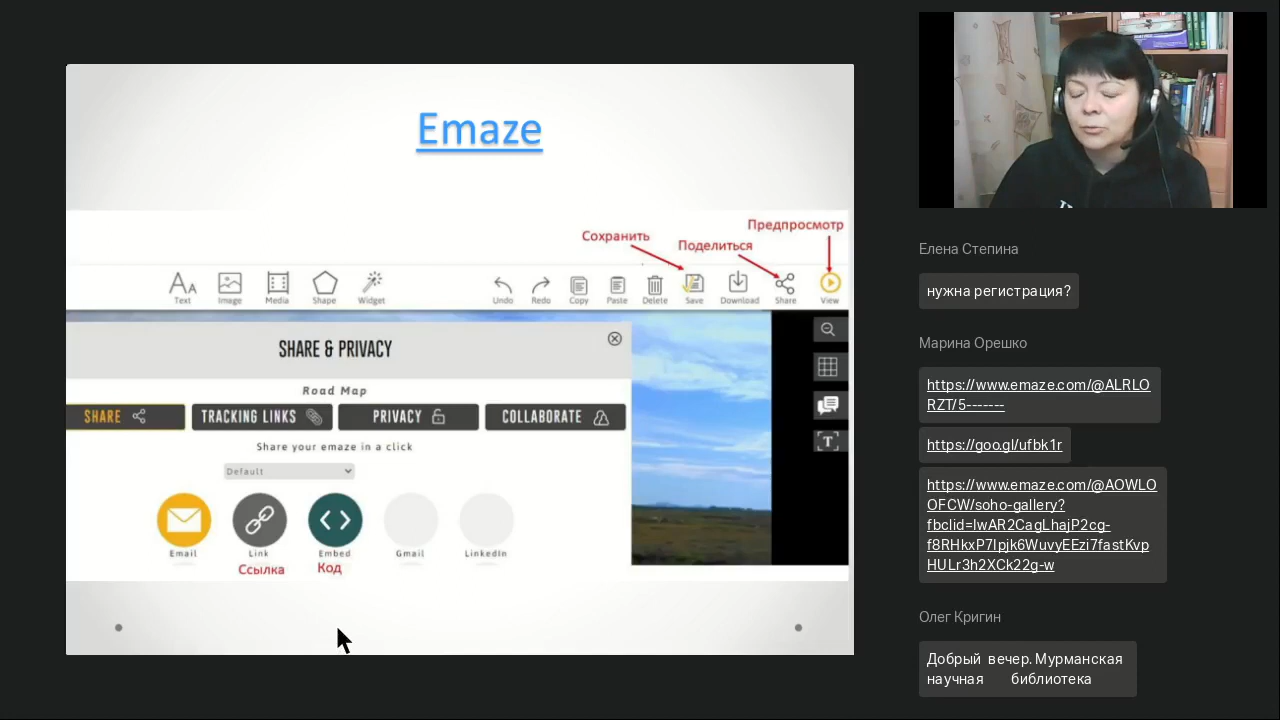 Emaze
Предпросмотр
Сохранить
Поделиться
Text Image Media Shape Widget Undo Redo Copy Paste Delete Save Download Share View
SHARE & PRIVACY
Road Map
SHARE TRACKING LINKS PRIVACY COLLABORATE
Share your emaze in a click
Default
Email Link Embed Gmail LinkedIn
Ссылка Код
Елена Степина
нужна регистрация?
Марина Орешко
https://www.emaze.com/@ALRLO
RZT/5-------
https://goo.gl/ufbk1r
https://www.emaze.com/@AOWLO
OFCW/soho-gallery?
fbclid=IwAR2CagLhajP2cg-
f8RHkxP7Ipjk6WuvyEEzi7fastKvp
HULr3h2XCk22g-w
Олег Кригин
Добрый вечер. Мурманская
научная библиотека